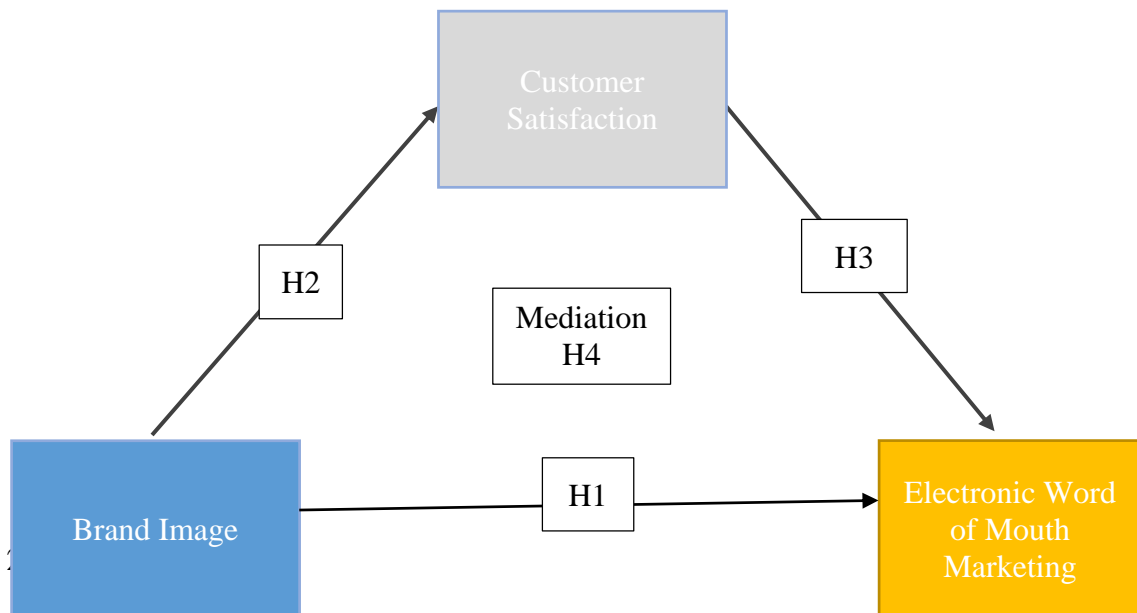 Customer
Satisfaction
H2
H3
Mediation
H4
H1
Brand Image
Electronic Word
of Mouth
Marketing